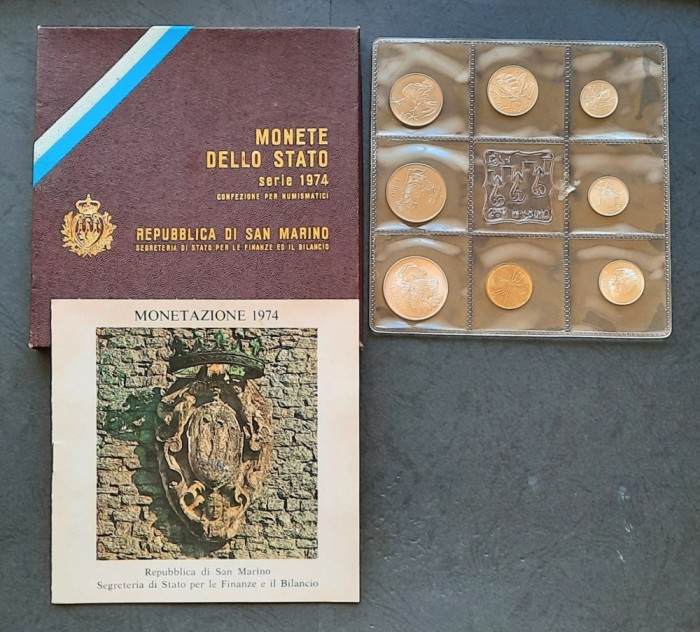 MONETE
DELLO STATO
serie 1974
CONFEZIONE PER NUMISMATICI
REPUBBLICA DI SAN MARINO
SEGRETERIA DI STATO PER LE FINANZE ED IL BILANCIO
MONETAZIONE 1974
Repubblica di San Marino
Segreteria di Stato per le Finanze e il Bilancio